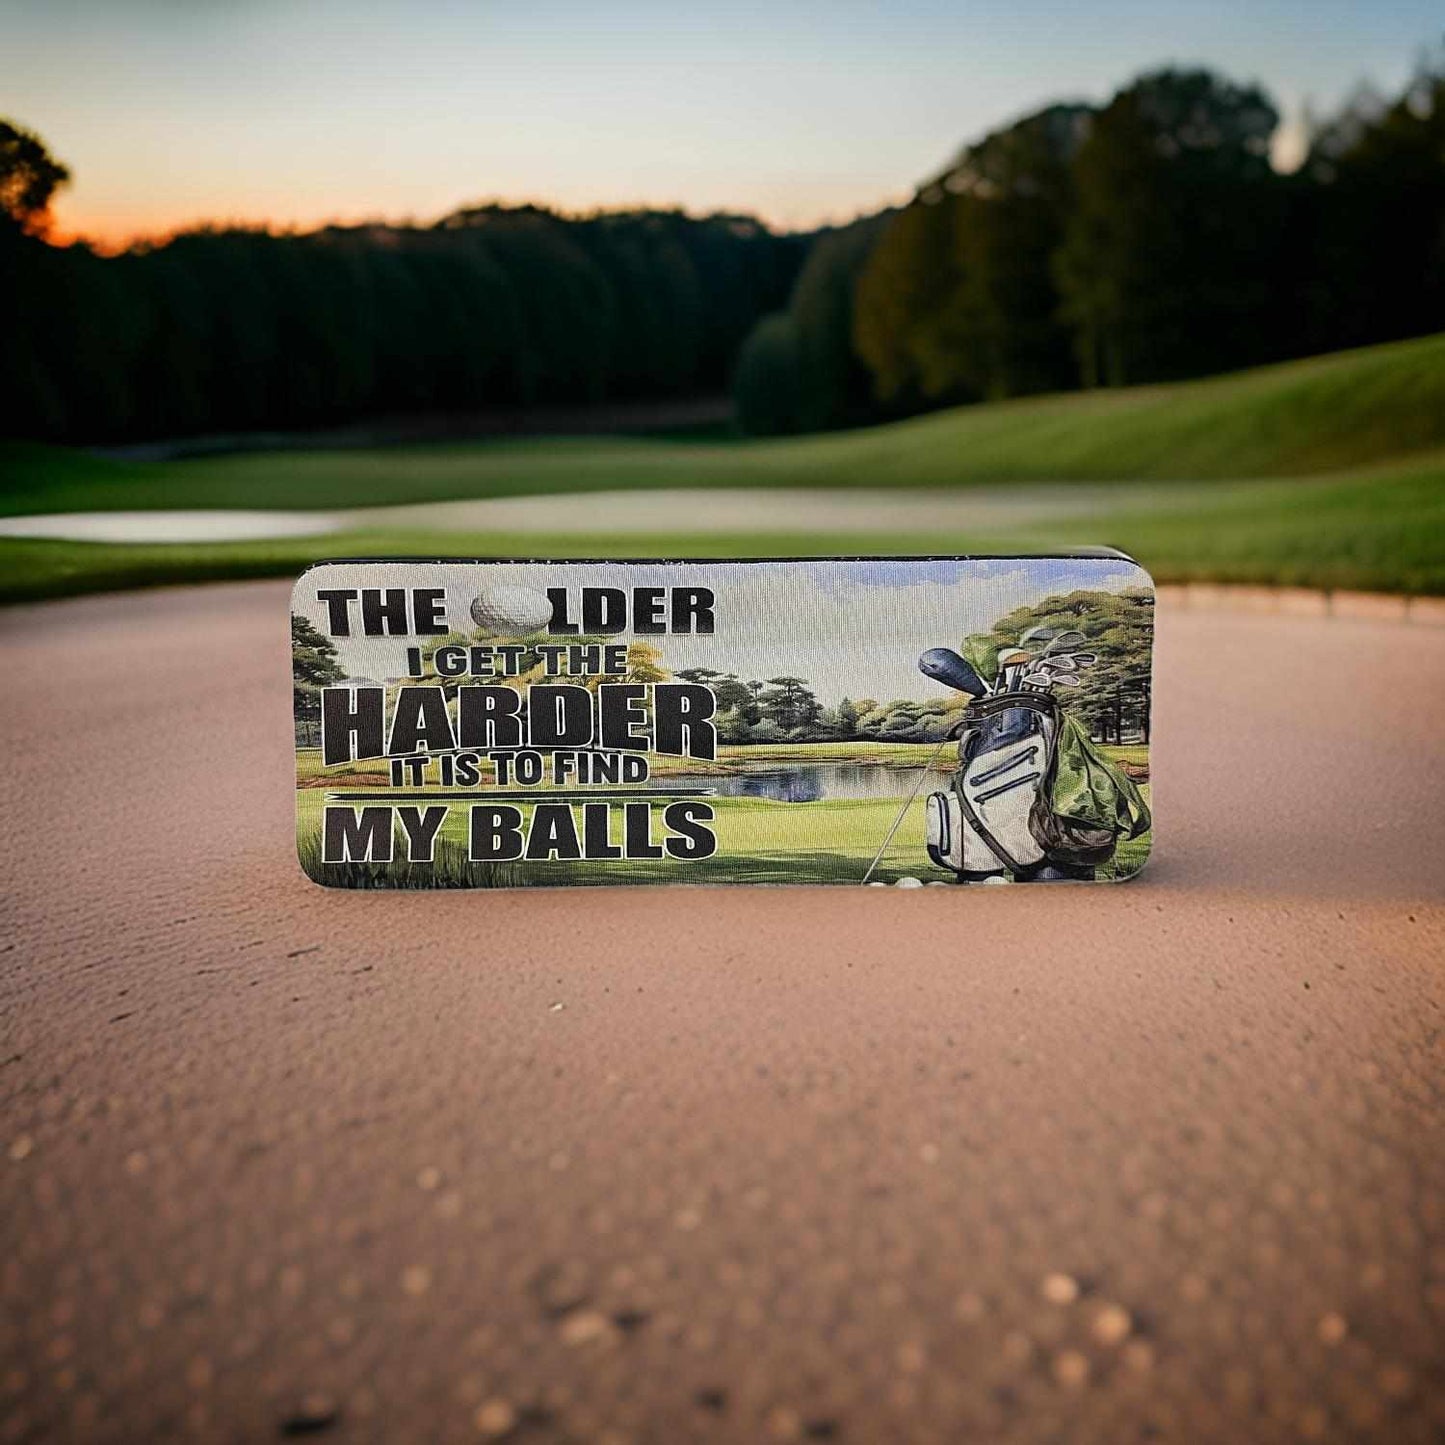 THE OLDER
I GET THE
HARDER
IT IS TO FIND
MY BALLS